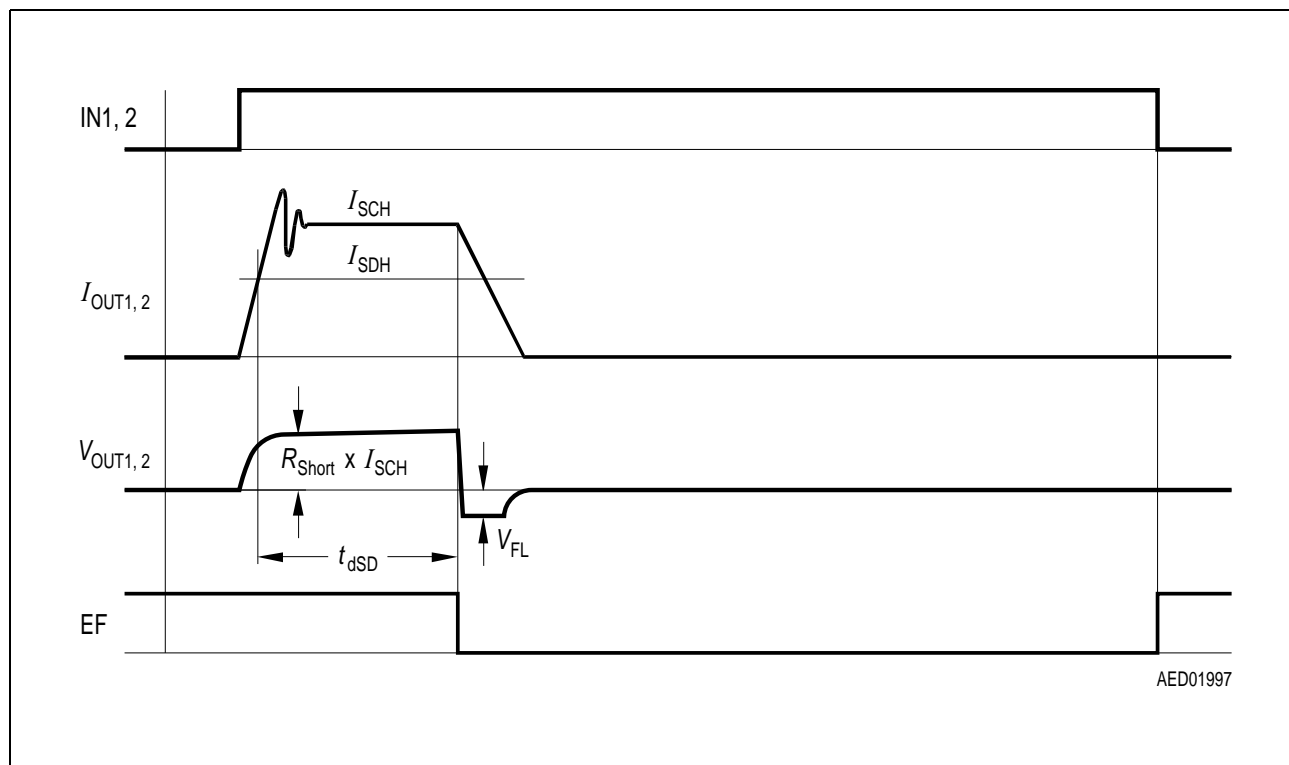 IN1, 2
I_SCH
I_SDH
I_OUT1, 2
V_OUT1, 2
R_Short x I_SCH
V_FL
t_dSD
EF
AED01997